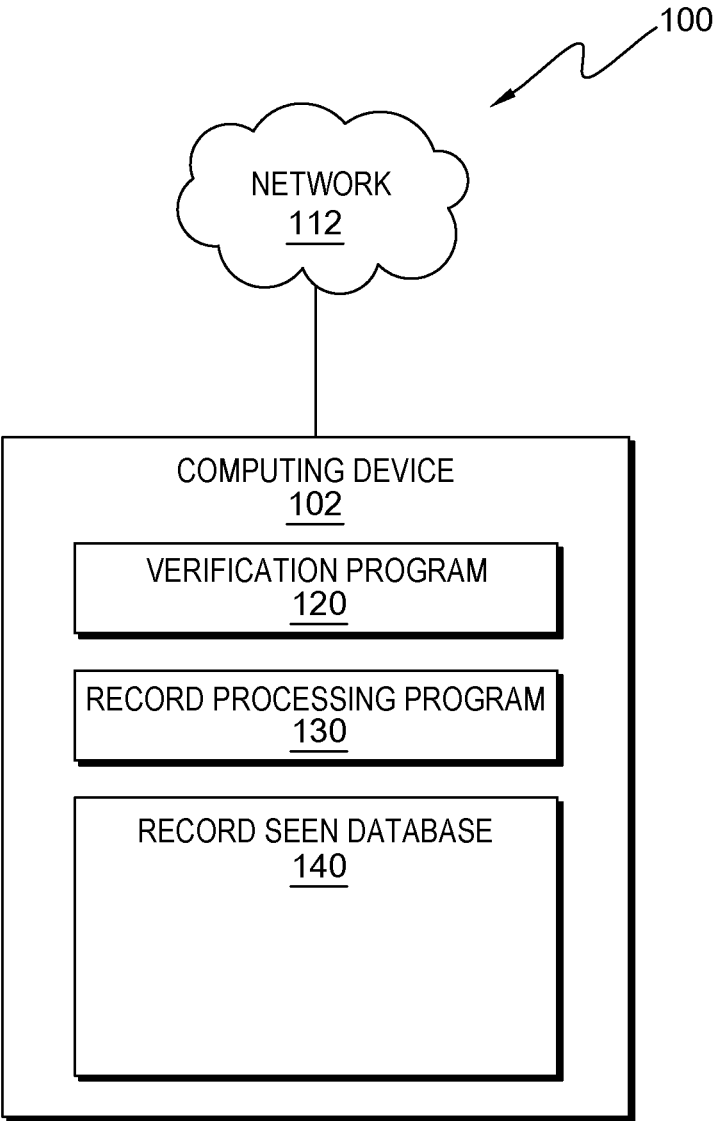 100
NETWORK
112
COMPUTING DEVICE
102
VERIFICATION PROGRAM
120
RECORD PROCESSING PROGRAM
130
RECORD SEEN DATABASE
140